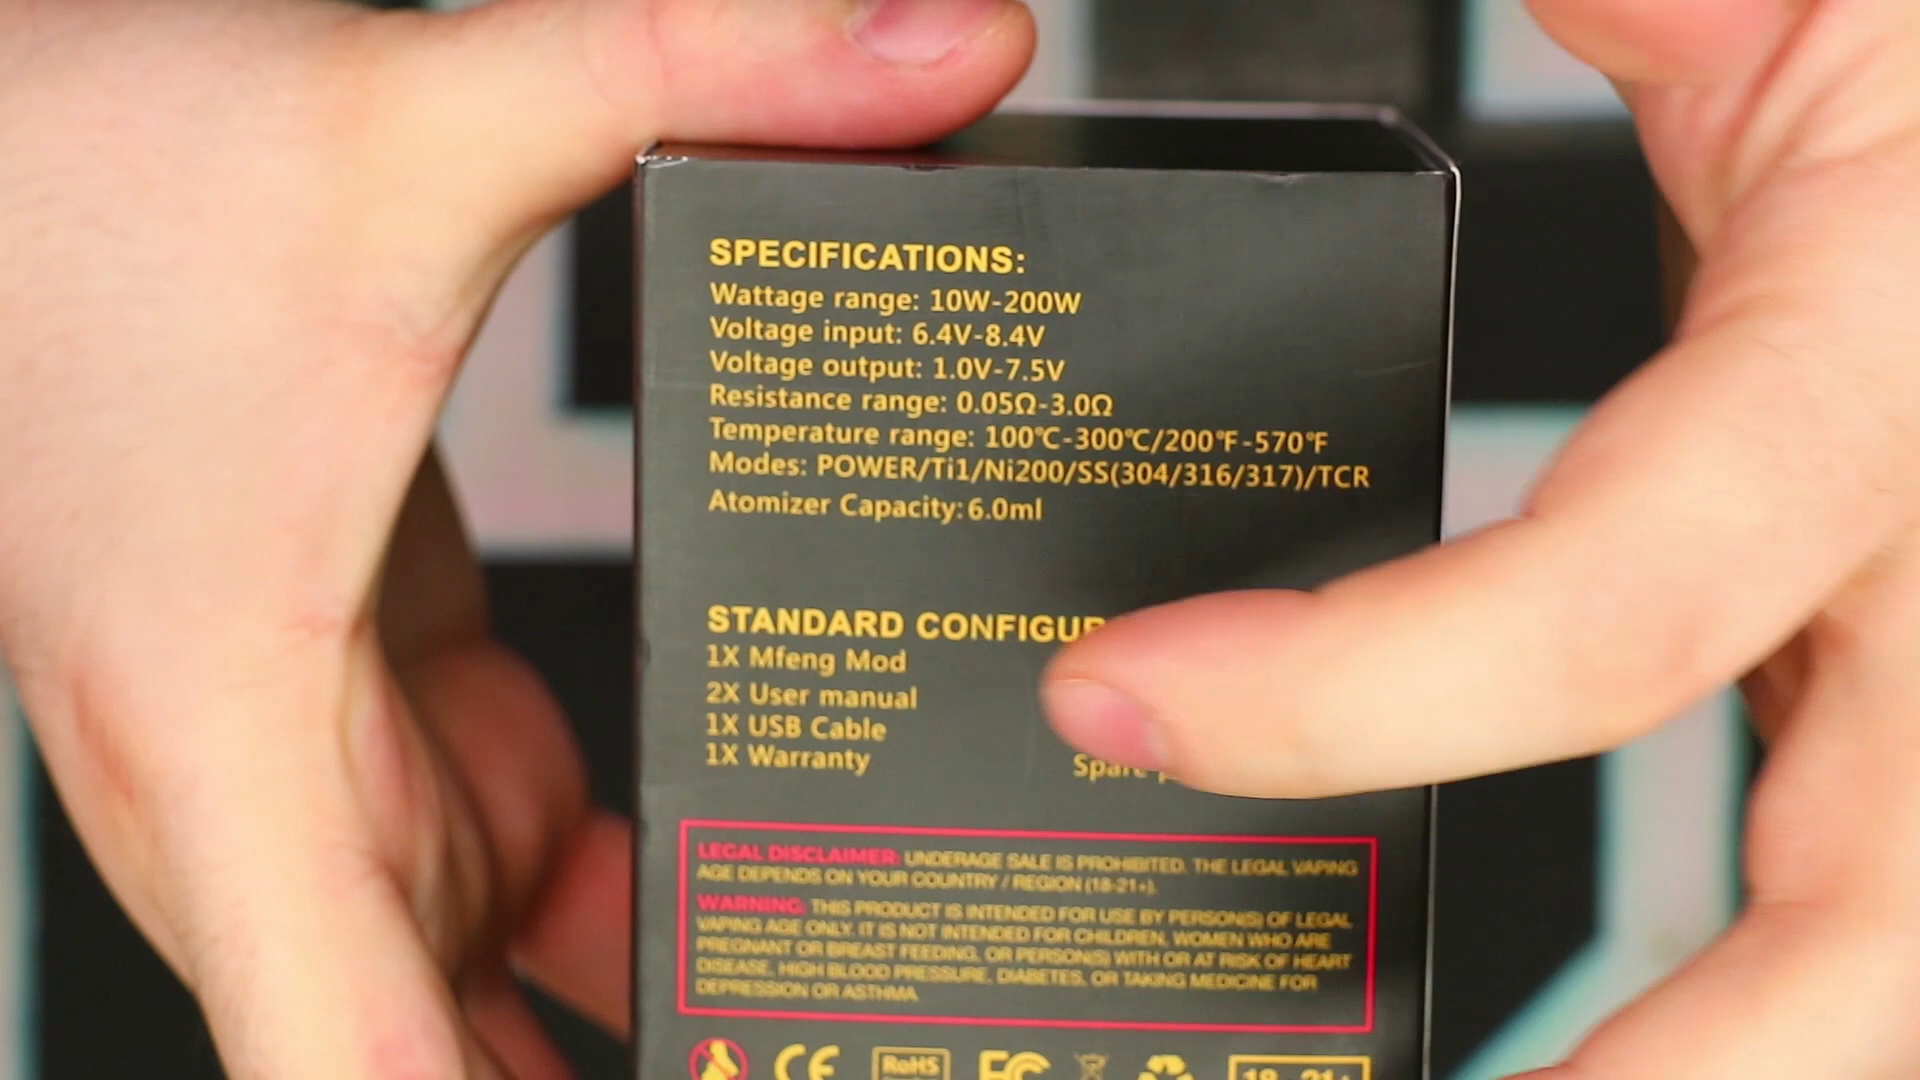 SPECIFICATIONS:
Wattage range: 10W-200W
Voltage input: 6.4V-8.4V
Voltage output: 1.0V-7.5V
Resistance range: 0.05Ω-3.0Ω
Temperature range: 100℃-300℃/200℉-570℉
Modes: POWER/Ti1/Ni200/SS(304/316/317)/TCR
Atomizer Capacity: 6.0ml
STANDARD
1X Mfeng Mod
2X User manual
1X USB Cable
1X Warranty
Spare
LEGAL DISCLAIMER: UNDERAGE SALE IS PROHIBITED. THE LEGAL VAPING
AGE DEPENDS ON YOUR COUNTRY / REGION (18-21+).
WARNING: THIS PRODUCT IS INTENDED FOR USE BY PERSON(S) OF LEGAL
VAPING AGE ONLY. IT IS NOT INTENDED FOR CHILDREN, WOMEN WHO ARE
PREGNANT OR BREAST FEEDING, OR PERSON(S) WITH OR AT RISK OF HEART
DISEASE, HIGH BLOOD PRESSURE, DIABETES, OR TAKING MEDICINE FOR
DEPRESSION OR ASTHMA.
CE RoHS FC 18 - 21+